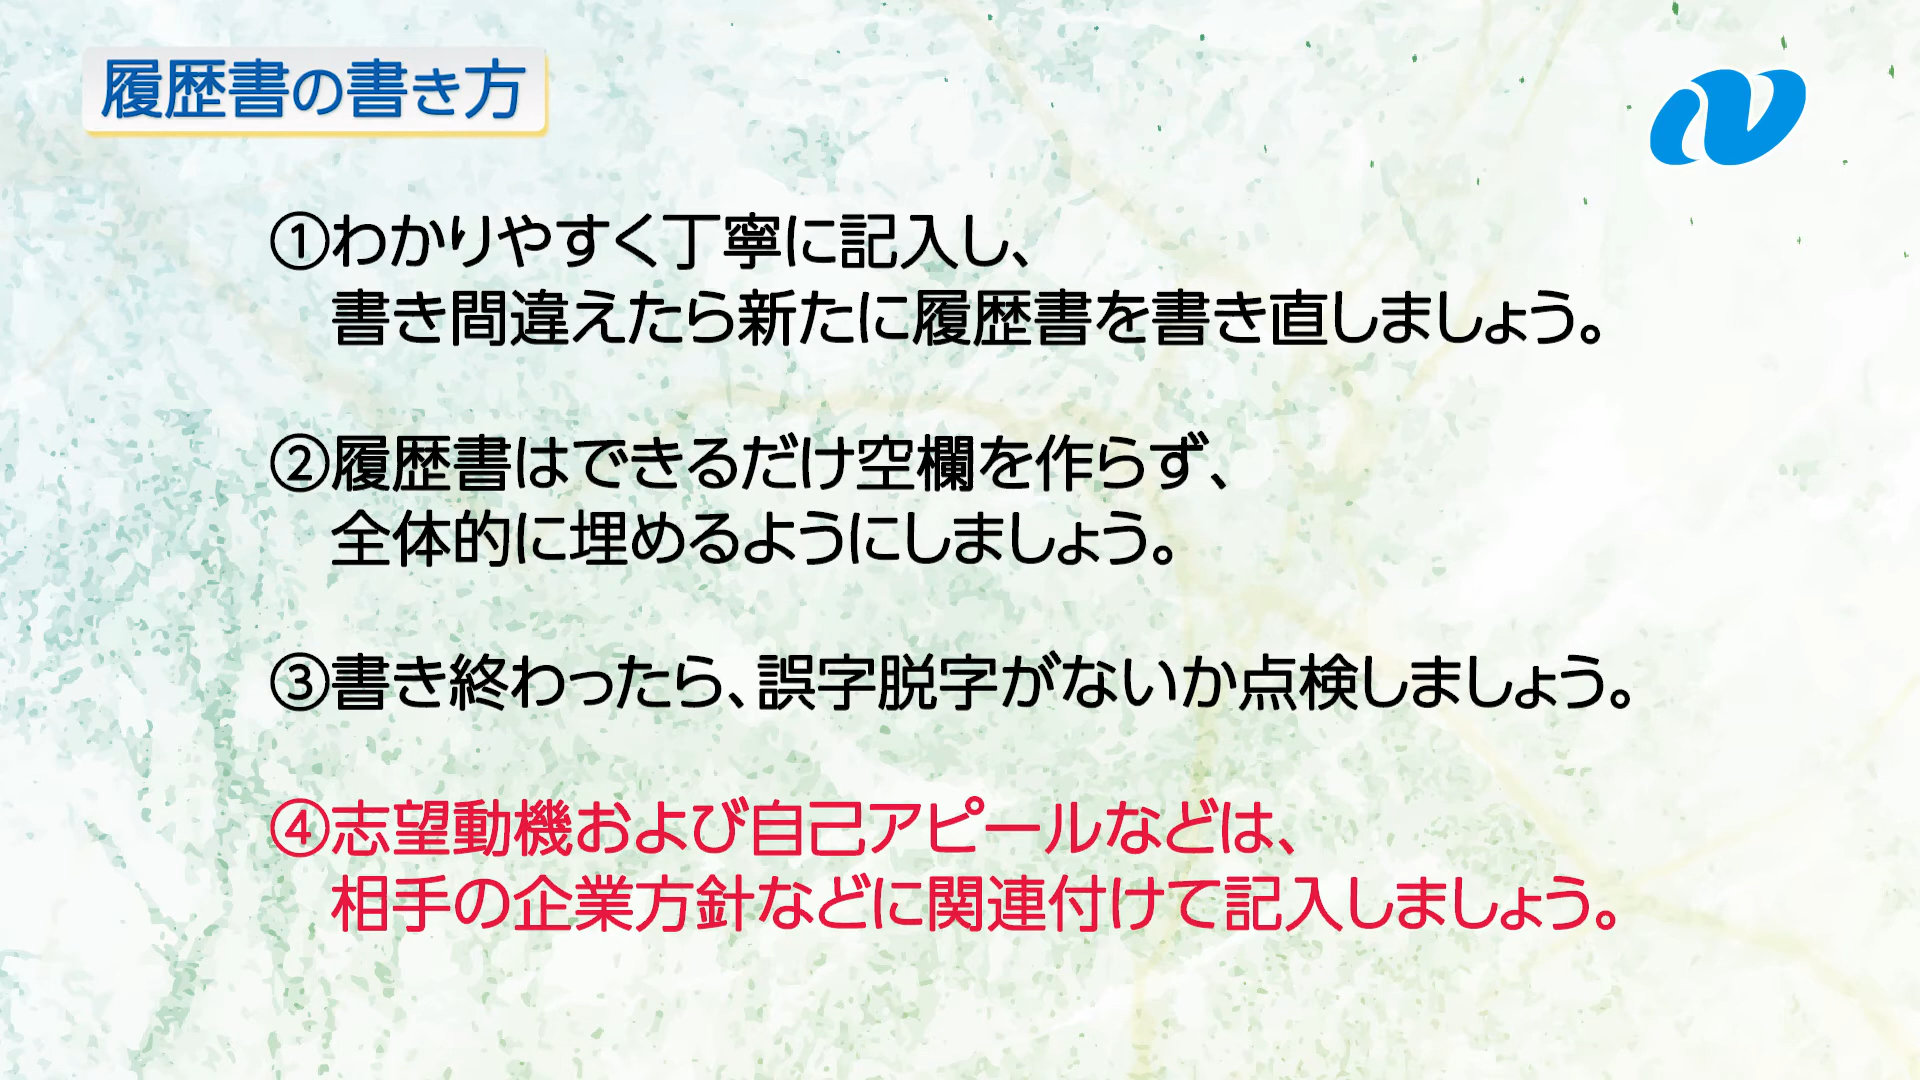 履歴書の書き方
①わかりやすく丁寧に記入し、
書き間違えたら新たに履歴書を書き直しましょう。
②履歴書はできるだけ空欄を作らず、
全体的に埋めるようにしましょう。
③書き終わったら、誤字脱字がないか点検しましょう。
④志望動機および自己アピールなどは、
相手の企業方針などに関連付けて記入しましょう。